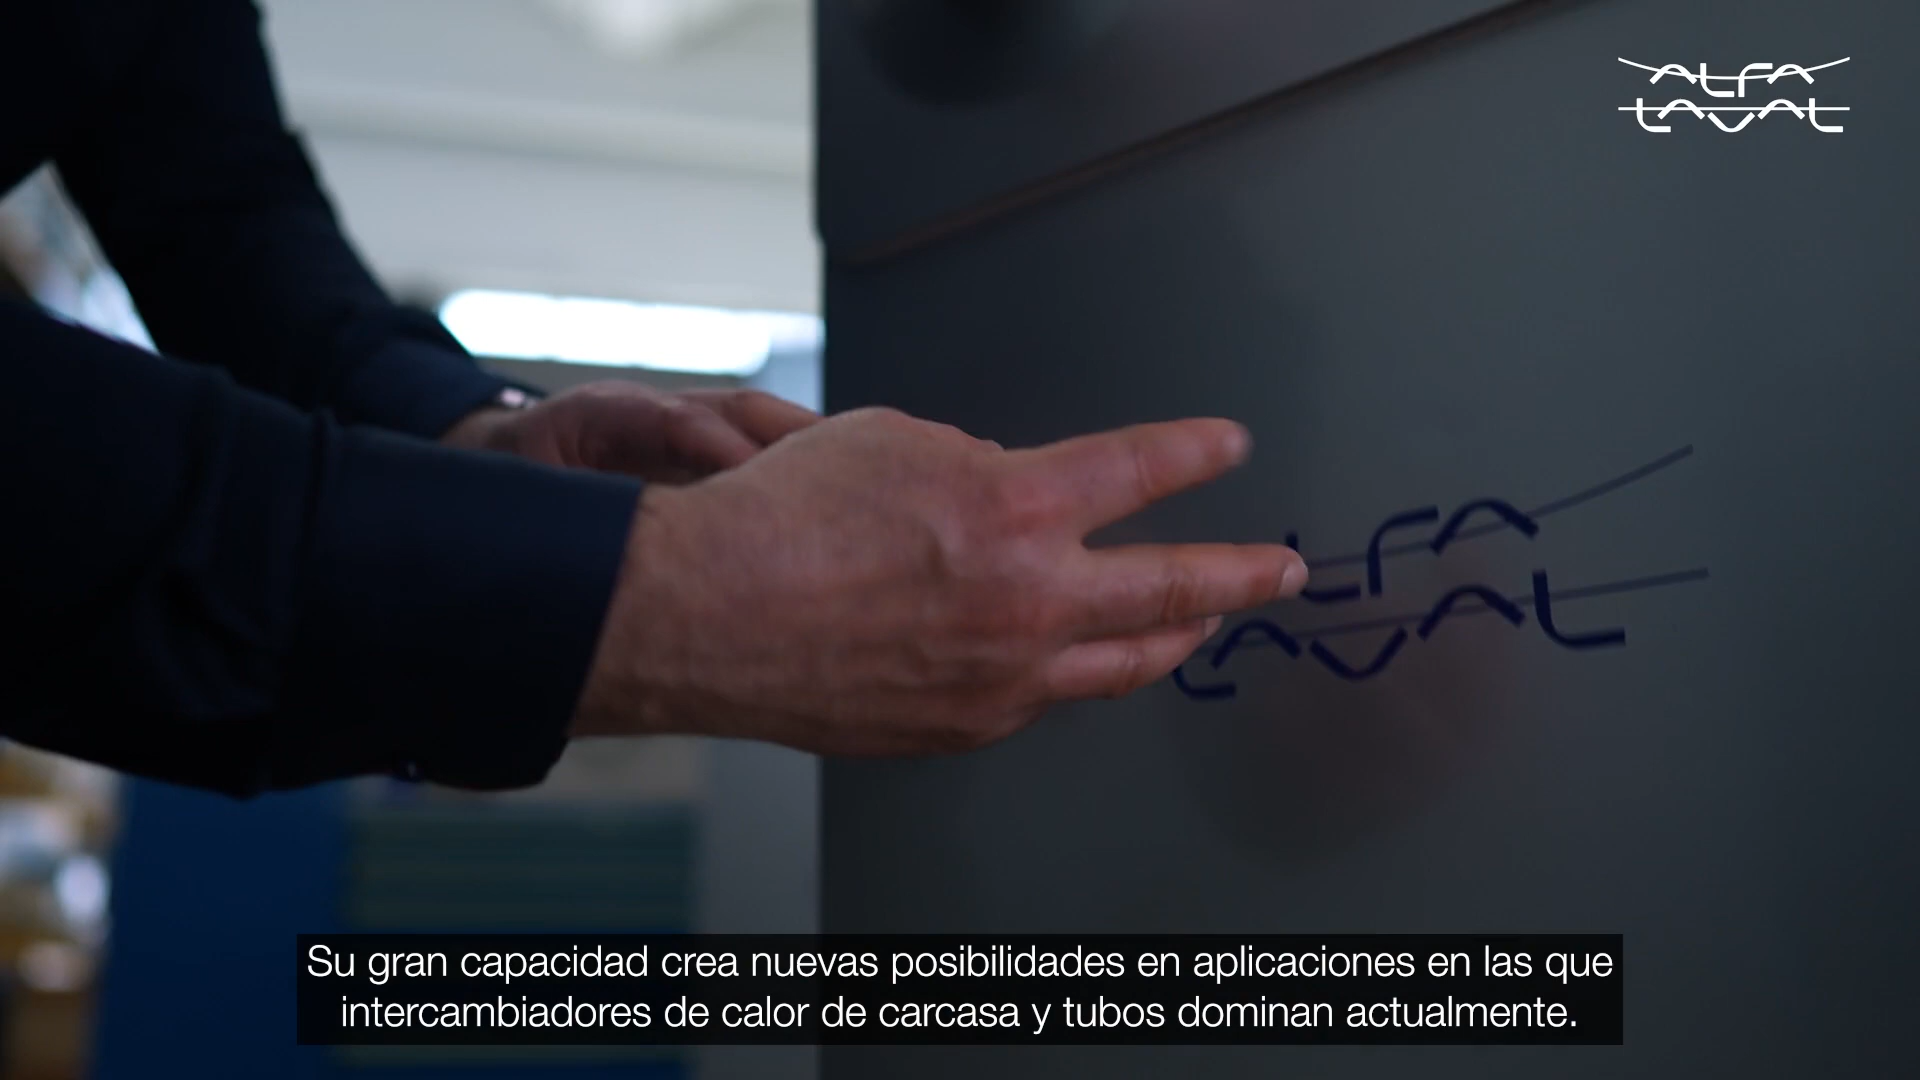 ALFA
LAVAL
ALFA
LAVAL
Su gran capacidad crea nuevas posibilidades en aplicaciones en las que
intercambiadores de calor de carcasa y tubos dominan actualmente.